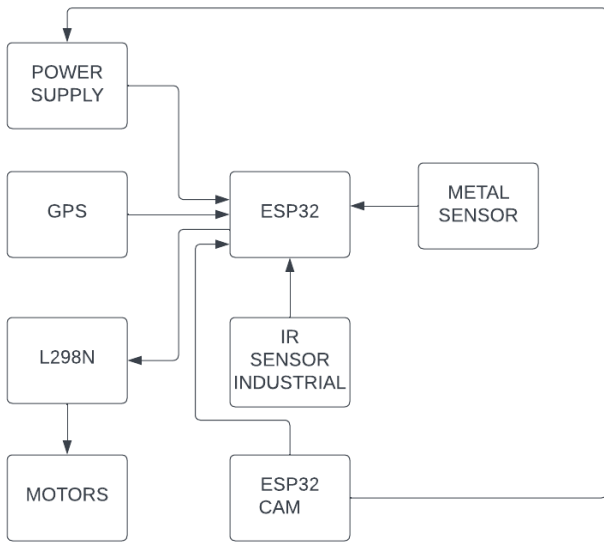 POWER
SUPPLY
GPS
ESP32
METAL
SENSOR
L298N
IR
SENSOR
INDUSTRIAL
MOTORS
ESP32
CAM